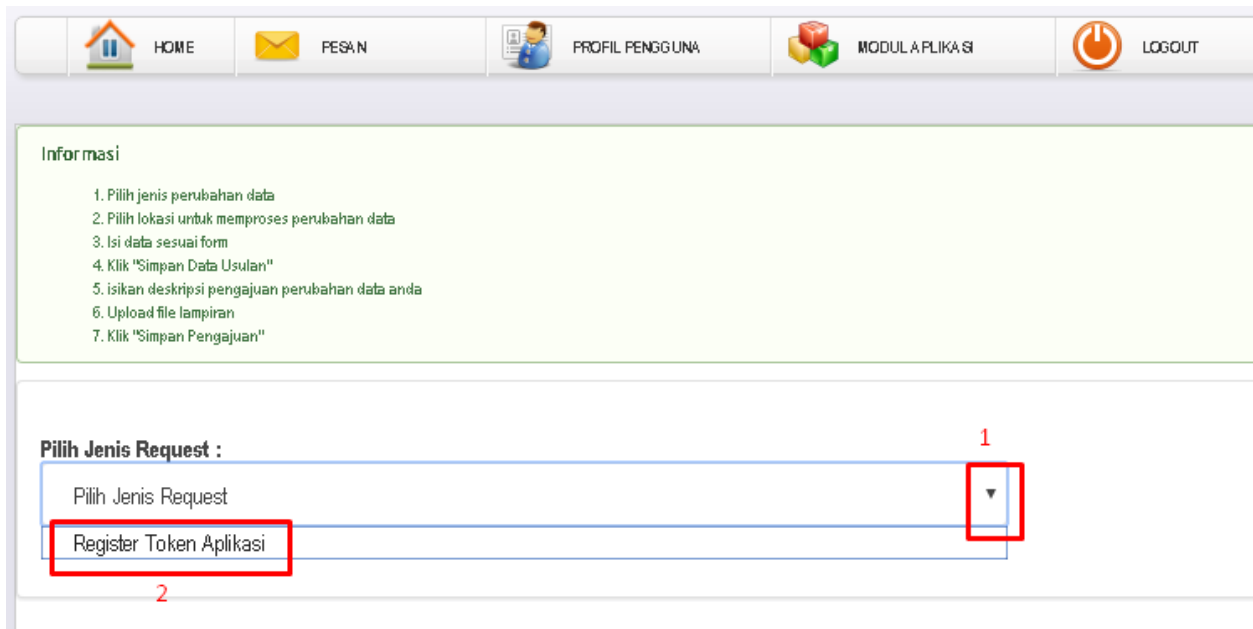 HOME PESAN PROFIL PENGGUNA MODUL APLIKASI LOGOUT
Informasi
1. Pilih jenis perubahan data
2. Pilih lokasi untuk memproses perubahan data
3. Isi data sesuai form
4. Klik "Simpan Data Usulan"
5. isikan deskripsi pengajuan perubahan data anda
6. Upload file lampiran
7. Klik "Simpan Pengajuan"
1
Pilih Jenis Request :
Pilih Jenis Request
Register Token Aplikasi
2